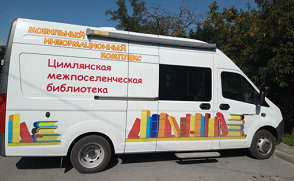 МОБИЛЬНЫЙ
ИНФОРМАЦИОННЫЙ
КОМПЛЕКС
Цимлянская
межпоселенческая
библиотека